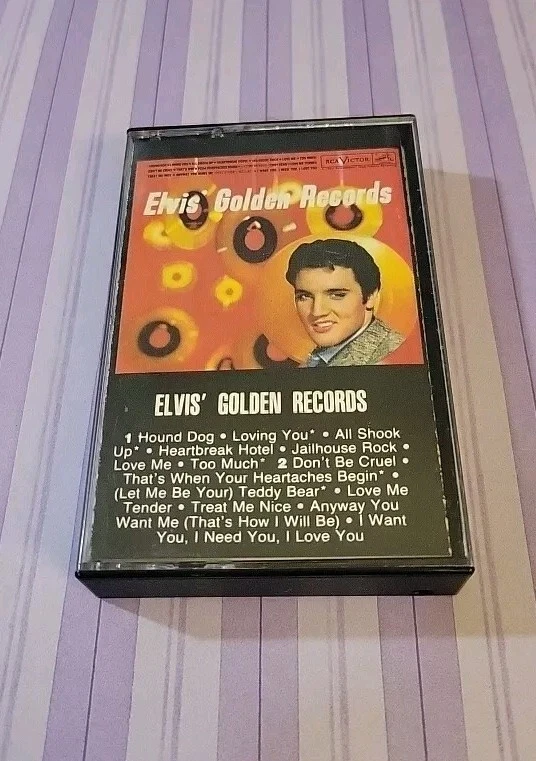 RCA VICTOR
Elvis' Golden Records
ELVIS' GOLDEN RECORDS
1 Hound Dog • Loving You* • All Shook
Up* • Heartbreak Hotel • Jailhouse Rock •
Love Me • Too Much* 2 Don't Be Cruel •
That's When Your Heartaches Begin* •
(Let Me Be Your) Teddy Bear* • Love Me
Tender • Treat Me Nice • Anyway You
Want Me (That's How I Will Be) • I Want
You, I Need You, I Love You